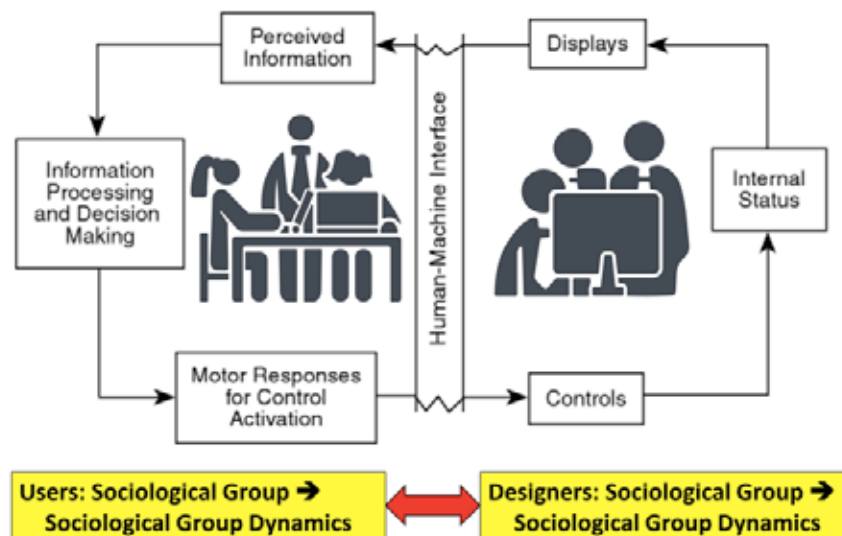 Perceived
Information
Displays
Information
Processing
and Decision
Making
Human-Machine Interface
Internal
Status
Motor Responses
for Control
Activation
Controls
Users: Sociological Group ➔
Sociological Group Dynamics
Designers: Sociological Group ➔
Sociological Group Dynamics